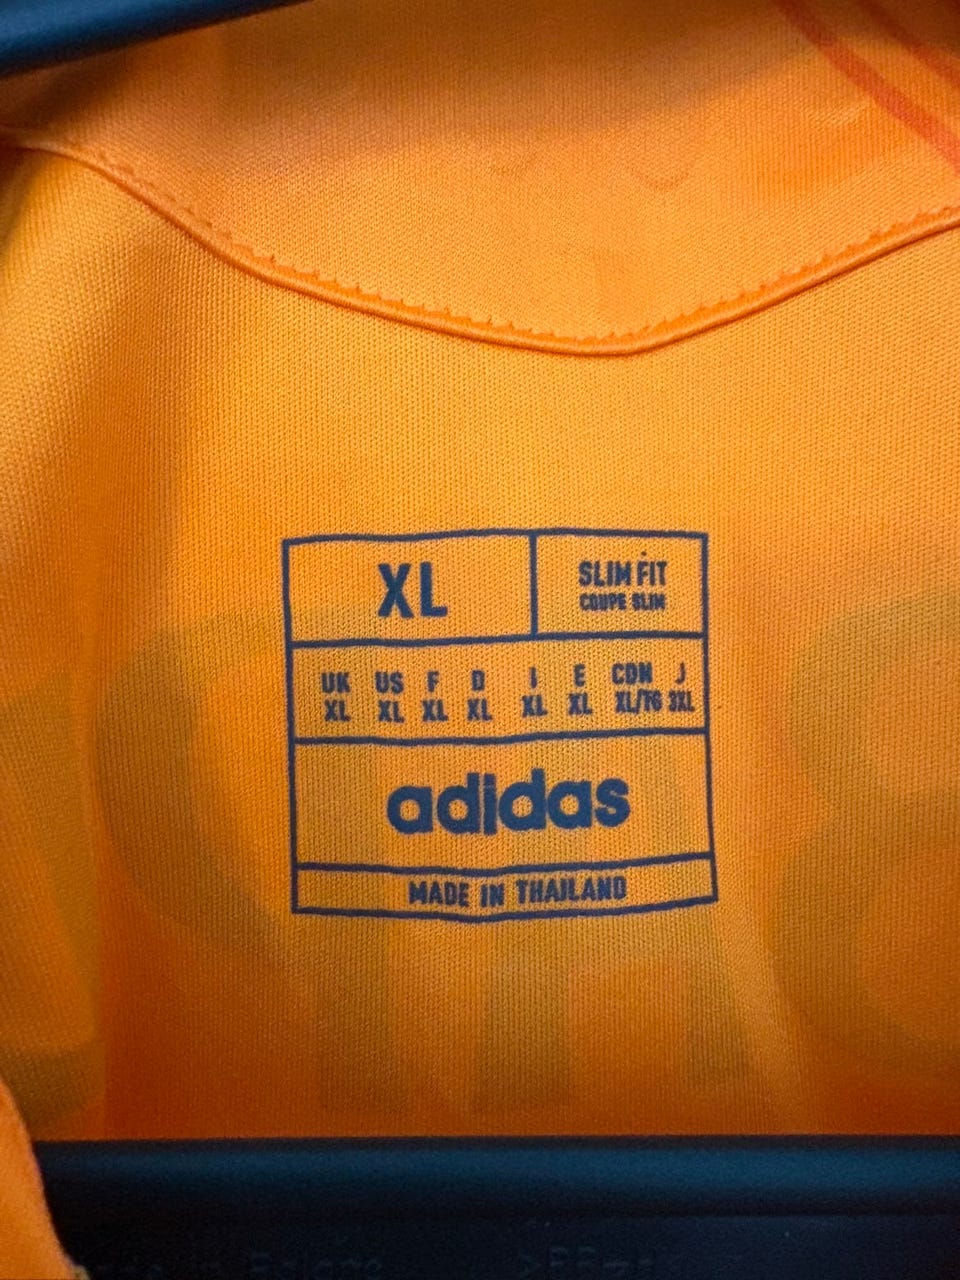 XL
SLIM FIT
COUPE SLIM
UK US F D I E CDN J
XL XL XL XL XL XL XL/TG 3XL
adidas
MADE IN THAILAND